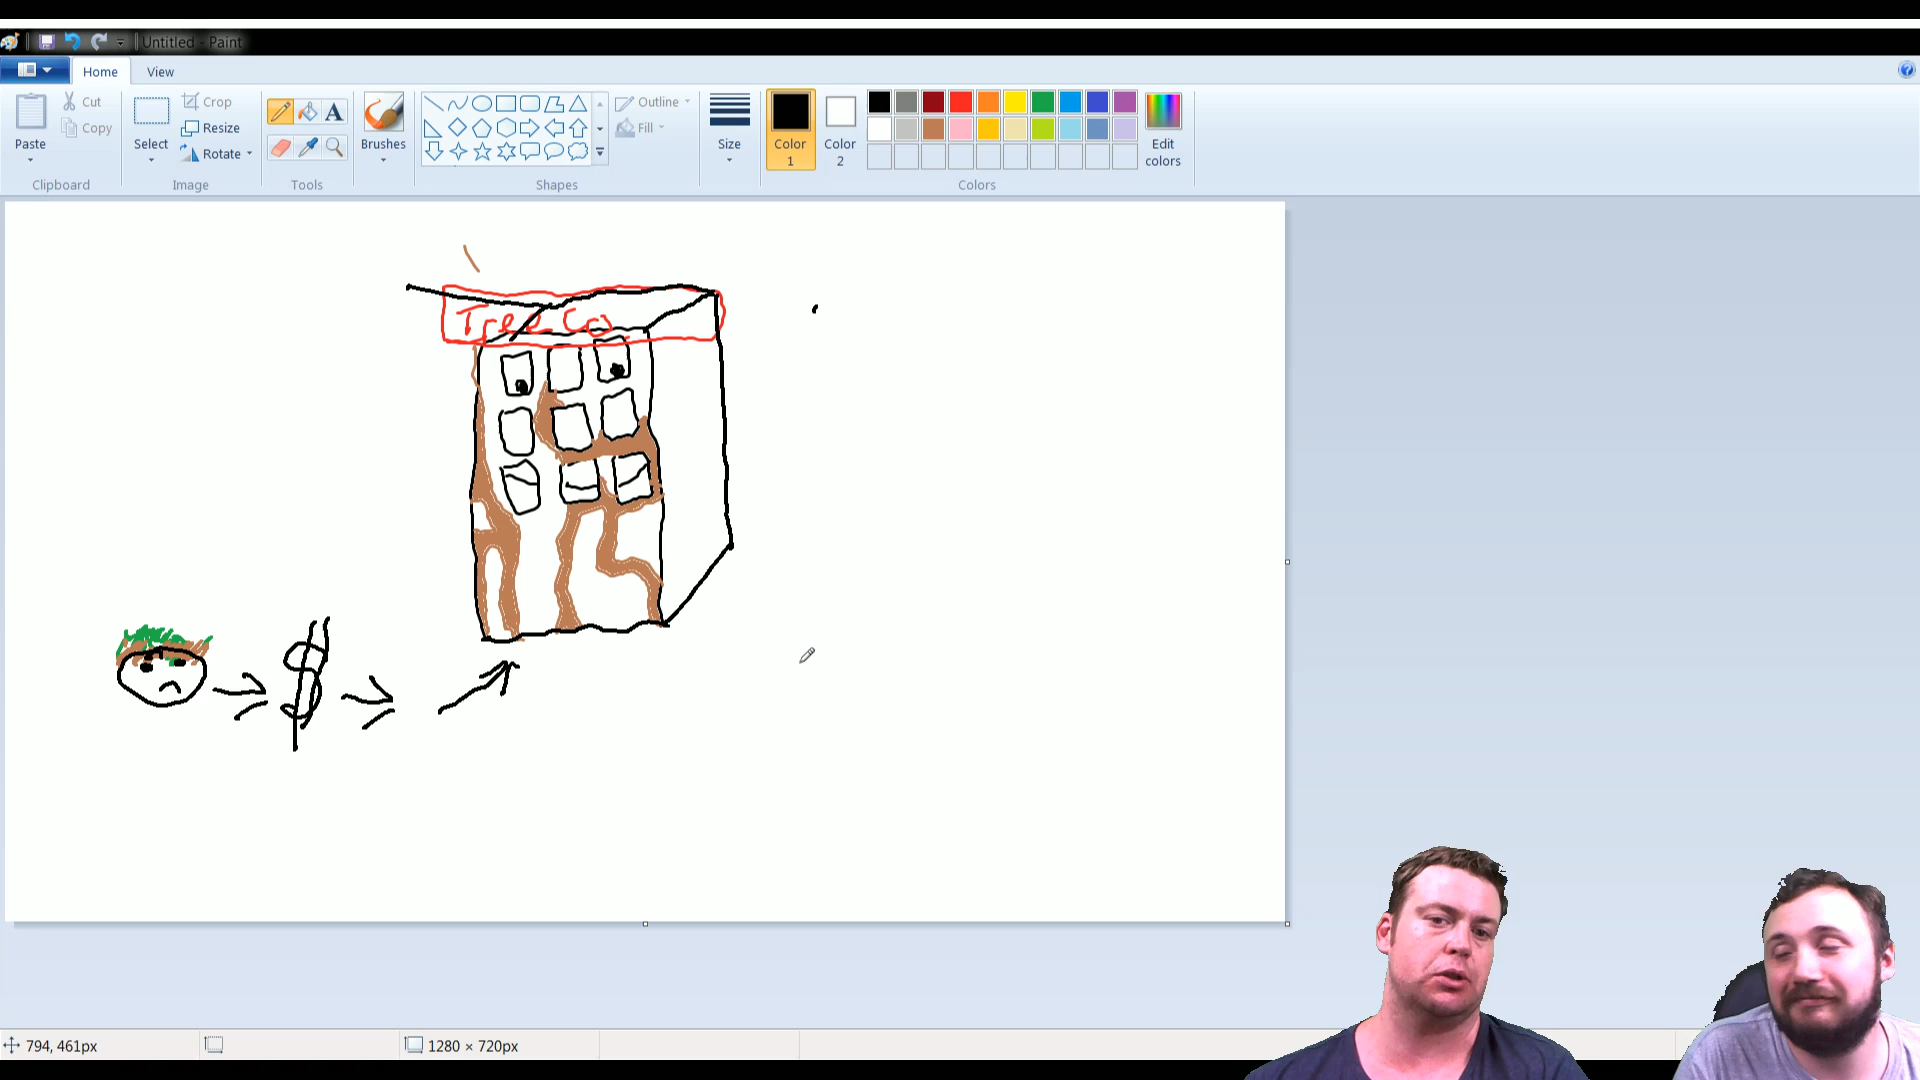 Untitled - Paint
Home View
Paste
Cut
Copy
Clipboard
Select
Crop
Resize
Rotate
Image
A
Tools
Brushes
Outline
Fill
Shapes
Size
Color 1
Color 2
Edit colors
Colors
Tree Co
$
794, 461px
1280 × 720px